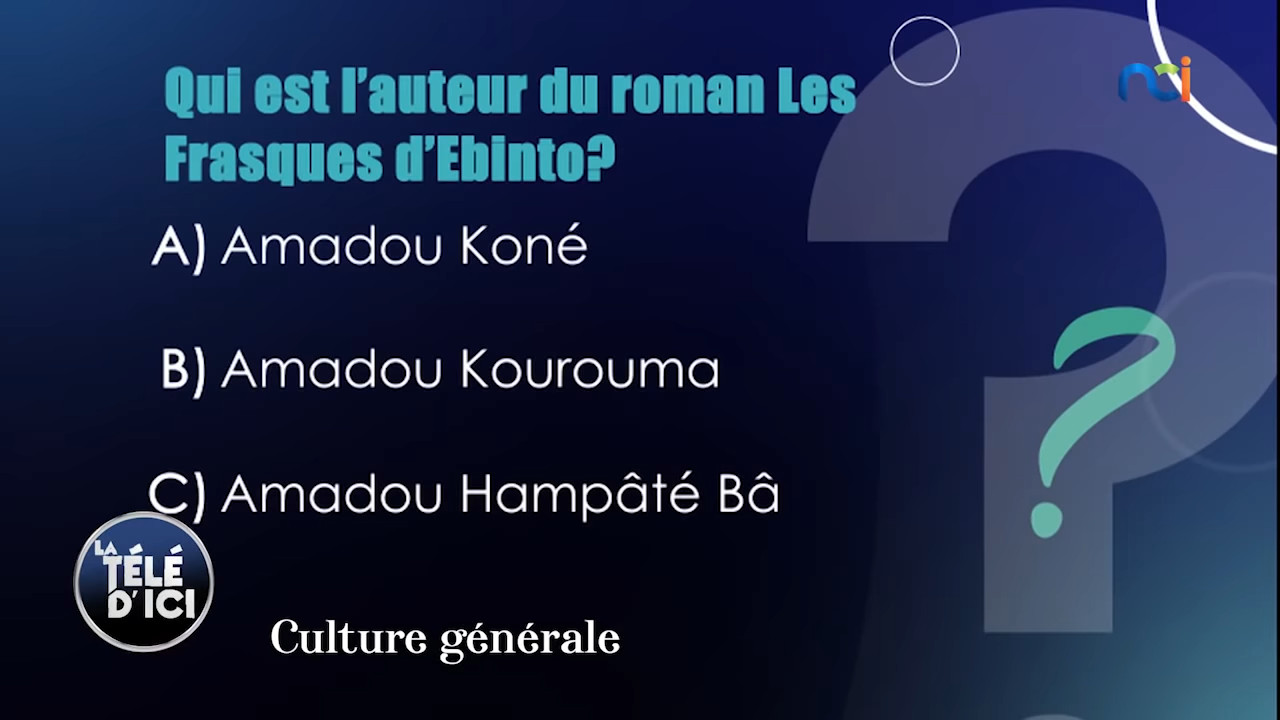 nci
Qui est l’auteur du roman Les
Frasques d’Ebinto?
A) Amadou Koné
B) Amadou Kourouma
C) Amadou Hampâté Bâ
LA
TÉLÉ
D’ICI
Culture générale